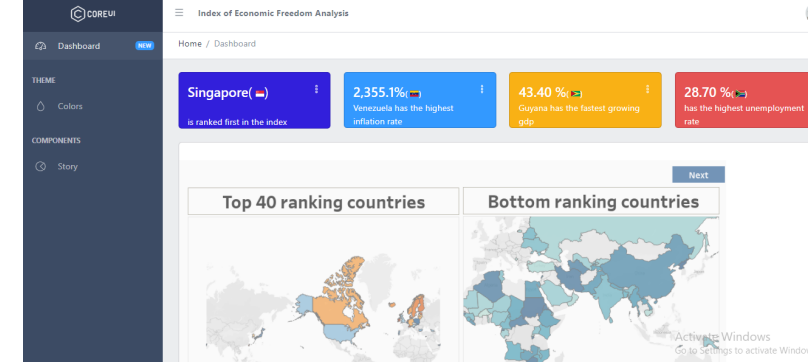 COREUI
Index of Economic Freedom Analysis
Home / Dashboard
Dashboard
NEW
THEME
Colors
COMPONENTS
Story
Singapore( )
is ranked first in the index
2,355.1%( )
Venezuela has the highest
inflation rate
43.40 %( )
Guyana has the fastest growing
gdp
28.70 %( )
has the highest unemployment
rate
Next
Top 40 ranking countries
Bottom ranking countries
Activate Windows
Go to Settings to activate Windo